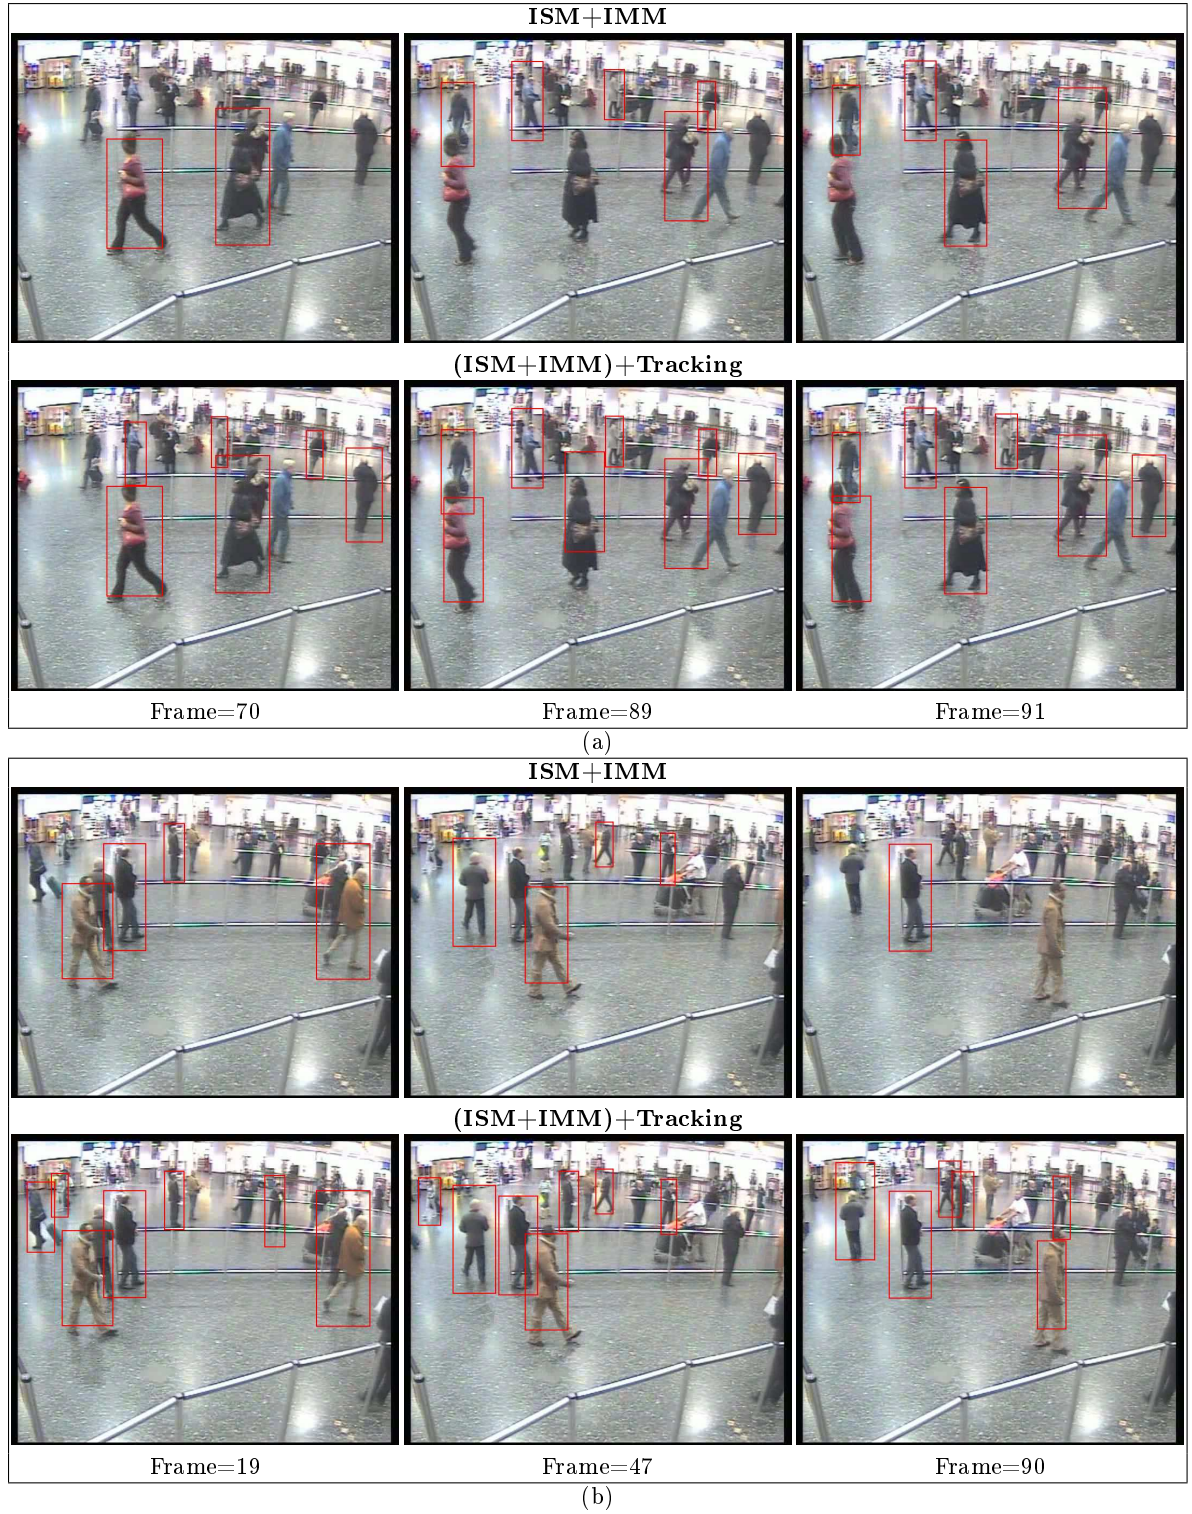 ISM+IMM
(ISM+IMM)+Tracking
Frame=70 Frame=89 Frame=91
(a)
ISM+IMM
(ISM+IMM)+Tracking
Frame=19 Frame=47 Frame=90
(b)